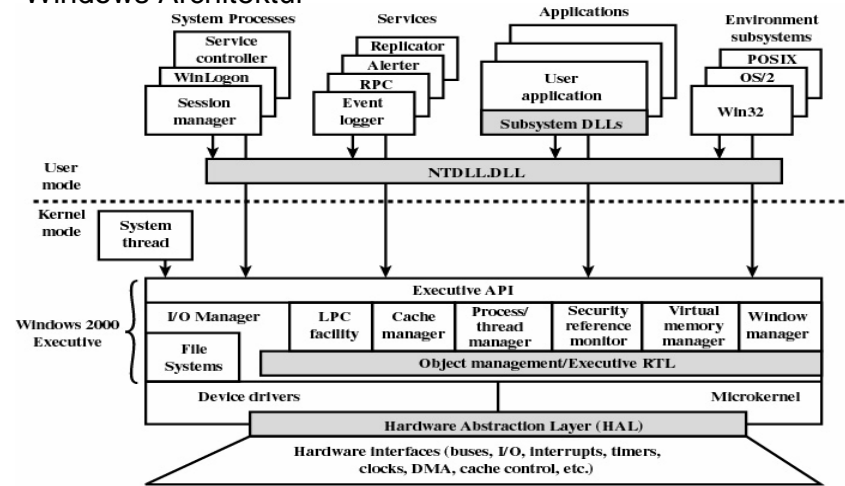 Windows Architektur
System Processes
Services
Applications
Environment
subsystems
Service
controller
WinLogon
Session
manager
Replicator
Alerter
RPC
Event
logger
User
application
Subsystem DLLs
POSIX
OS/2
Win32
User
mode
NTDLL.DLL
Kernel
mode
System
thread
Windows 2000
Executive
Executive API
I/O Manager
File
Systems
LPC
facility
Cache
manager
Process/
thread
manager
Security
reference
monitor
Virtual
memory
manager
Window
manager
Object management/Executive RTL
Device drivers
Microkernel
Hardware Abstraction Layer (HAL)
Hardware interfaces (buses, I/O, interrupts, timers,
clocks, DMA, cache control, etc.)